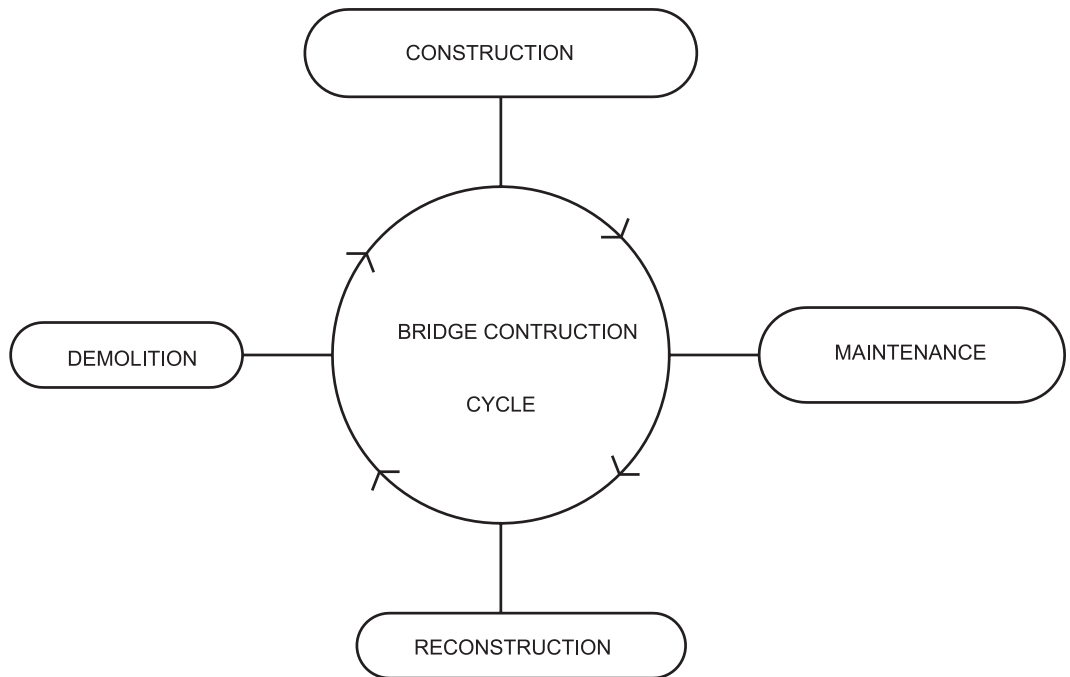 CONSTRUCTION
BRIDGE CONTRUCTION
CYCLE
DEMOLITION
MAINTENANCE
RECONSTRUCTION